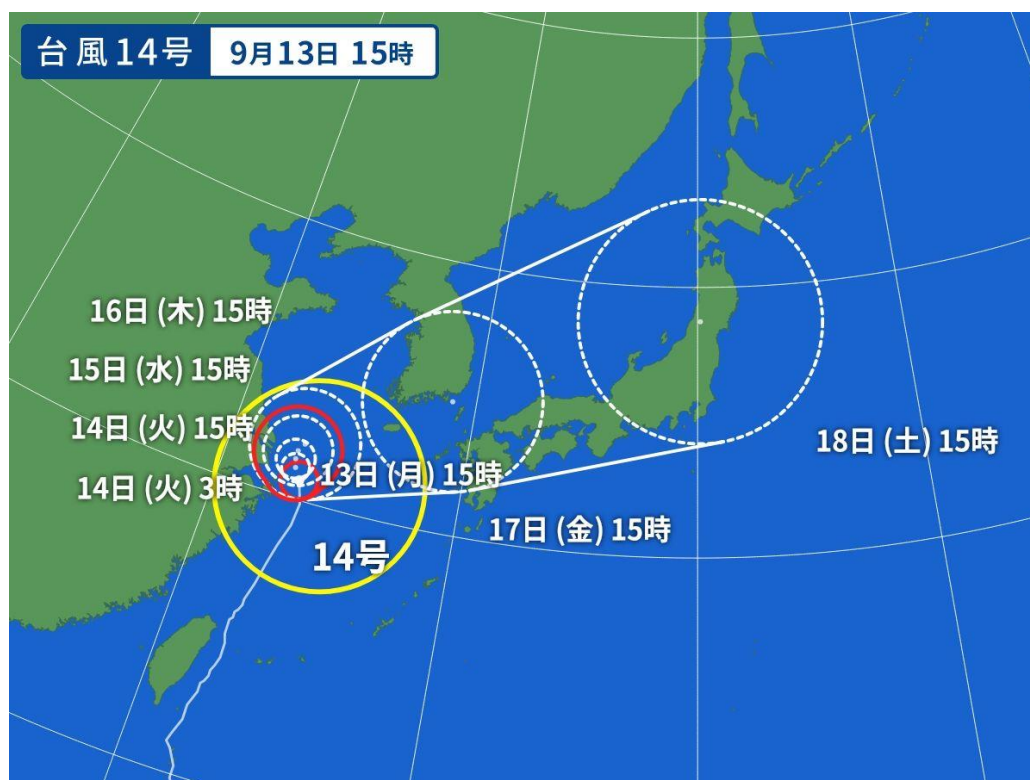 台風14号 9月13日 15時
16日 (木) 15時
15日 (水) 15時
14日 (火) 15時
14日 (火) 3時
13日 (月) 15時
18日 (土) 15時
17日 (金) 15時
14号